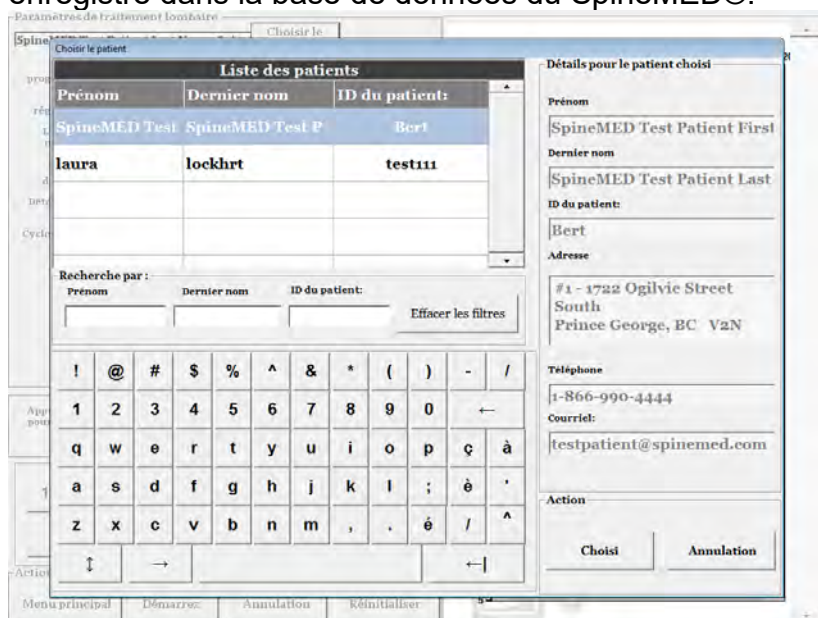 enregistré dans la base de données du SpineMED®.
Paramètres de traitement lombaire
Choisir le
Choisir le patient
Liste des patients
Prénom Dernier nom ID du patient:
SpineMED Test SpineMED Test P Bert
laura lockhrt test111
Recherche par :
Prénom Dernier nom ID du patient:
Effacer les filtres
! @ # $ % ^ & * ( ) - /
1 2 3 4 5 6 7 8 9 0 ←
q w e r t y u i o p ç à
a s d f g h j k l ; è '
z x c v b n m , . é / ^
↕ → ←|
Détails pour le patient choisi
Prénom
SpineMED Test Patient First
Dernier nom
SpineMED Test Patient Last
ID du patient:
Bert
Adresse
#1 - 1722 Ogilvie Street
South
Prince George, BC V2N
Téléphone
1-866-990-4444
Courriel:
testpatient@spinemed.com
Action
Choisi Annulation
Menu principal Démarrez Annulation Réinitialiser